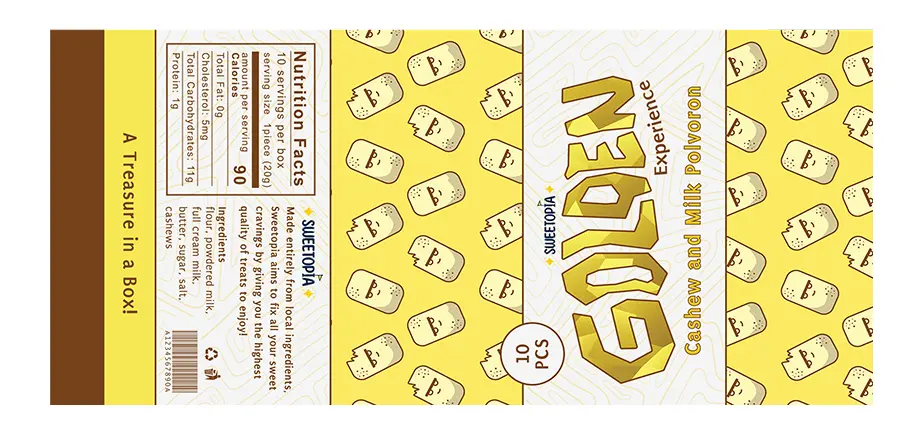 A Treasure in a Box!
Nutrition Facts
10 servings per box
serving size 1piece (20g)
amount per serving
Calories 90
Total Fat: 0g
Cholesterol: 5mg
Total Carbohydrates: 11g
Protein: 1g
SWEETOPIA
Made entirely from local ingredients,
Sweetopia aims to fix all your sweet
cravings by giving you the highest
quality of treats to enjoy!
Ingredients
flour, powdered milk,
full cream milk,
butter, sugar, salt,
cashews
A1234567890A
10
PCS
SWEETOPIA
GOLDEN
Experience
Cashew and Milk Polvoron